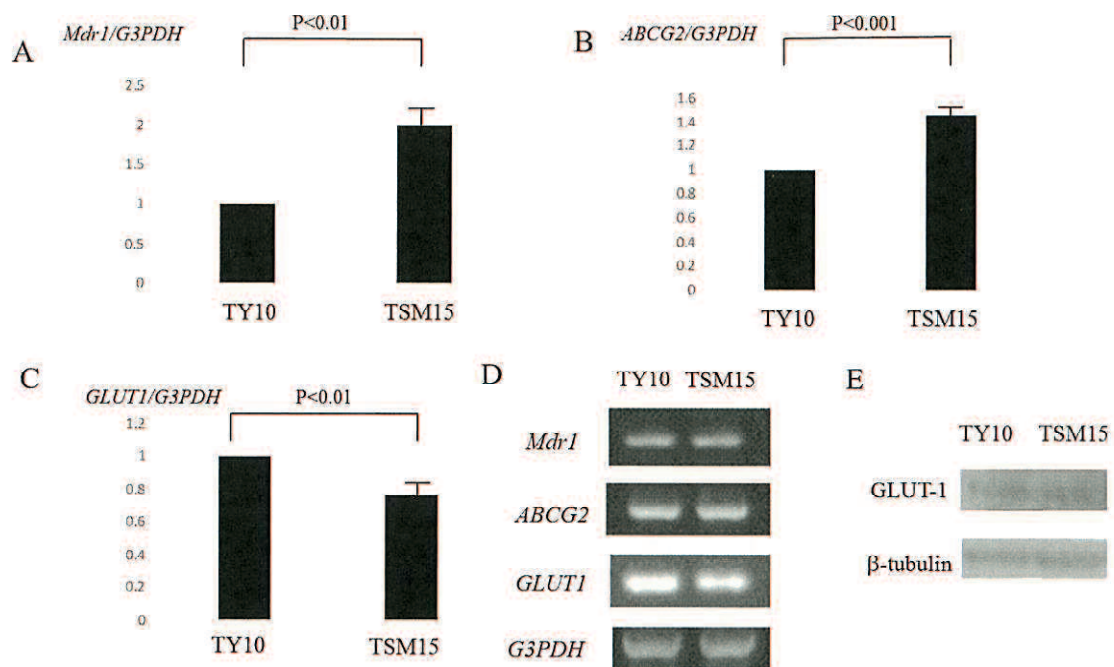 A
Mdr1/G3PDH
P<0.01
2.5
2
1.5
1
0.5
0
TY10 TSM15
B
ABCG2/G3PDH
P<0.001
1.6
1.4
1.2
1
0.8
0.6
0.4
0.2
0
TY10 TSM15
C
GLUT1/G3PDH
P<0.01
1.2
1
0.8
0.6
0.4
0.2
0
TY10 TSM15
D
TY10 TSM15
Mdr1
ABCG2
GLUT1
G3PDH
E
TY10 TSM15
GLUT-1
β-tubulin